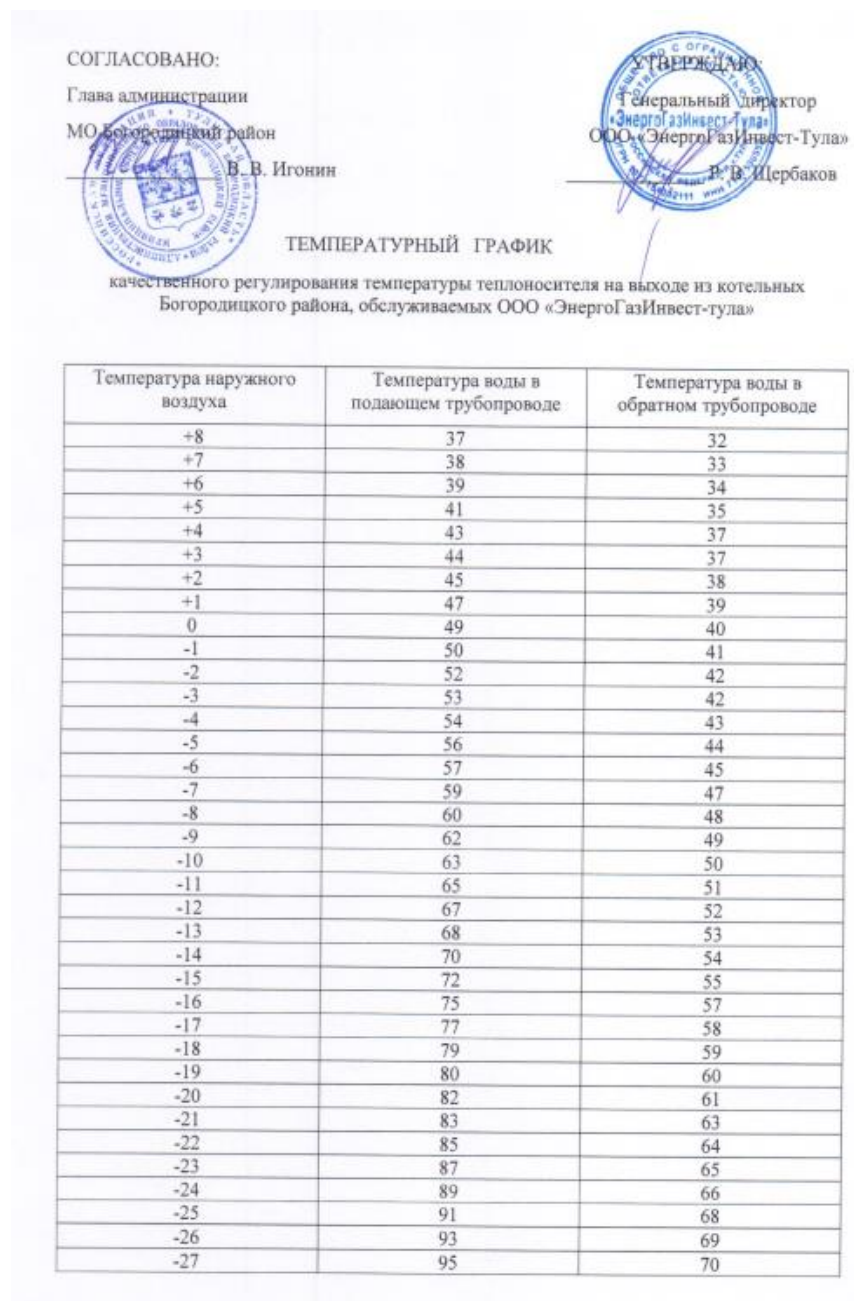 СОГЛАСОВАНО:
Глава администрации
МО Богородицкий район
В. В. Игонин
УТВЕРЖДАЮ:
Генеральный директор
ООО «ЭнергоГазИнвест-Тула»
Р. В. Щербаков
«ЭнергоГазИнвест-Тула»
ТЕМПЕРАТУРНЫЙ ГРАФИК
качественного регулирования температуры теплоносителя на выходе из котельных
Богородицкого района, обслуживаемых ООО «ЭнергоГазИнвест-тула»
Температура наружного воздуха | Температура воды в подающем трубопроводе | Температура воды в обратном трубопроводе
+8 37 32
+7 38 33
+6 39 34
+5 41 35
+4 43 37
+3 44 37
+2 45 38
+1 47 39
0 49 40
-1 50 41
-2 52 42
-3 53 42
-4 54 43
-5 56 44
-6 57 45
-7 59 47
-8 60 48
-9 62 49
-10 63 50
-11 65 51
-12 67 52
-13 68 53
-14 70 54
-15 72 55
-16 75 57
-17 77 58
-18 79 59
-19 80 60
-20 82 61
-21 83 63
-22 85 64
-23 87 65
-24 89 66
-25 91 68
-26 93 69
-27 95 70